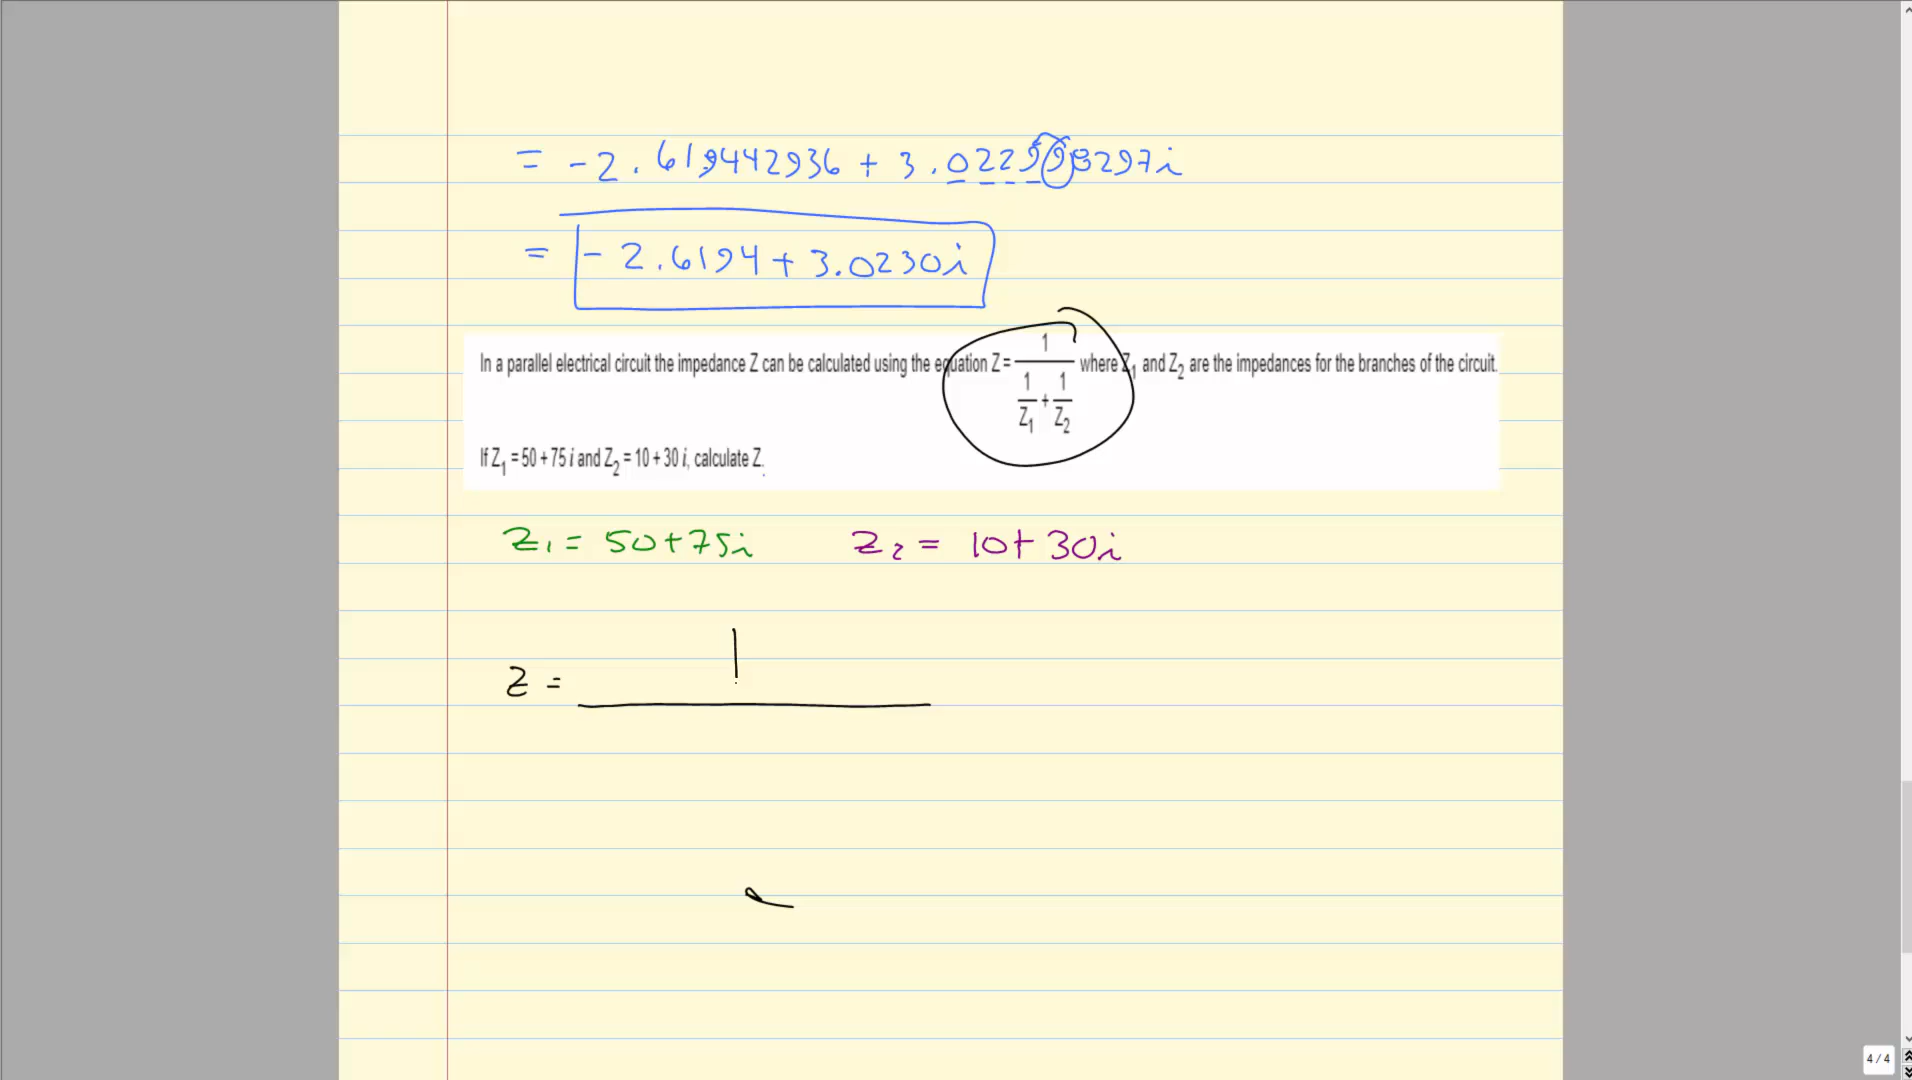 = -2.619442936 + 3.0229998297i
= -2.6194 + 3.0230i
In a parallel electrical circuit the impedance Z can be calculated using the equation Z = 1 / (1/Z₁ + 1/Z₂) where Z₁ and Z₂ are the impedances for the branches of the circuit.
If Z₁ = 50 + 75 i and Z₂ = 10 + 30 i, calculate Z.
Z₁ = 50+75i Z₂ = 10+ 30i
1
Z =
4 / 4